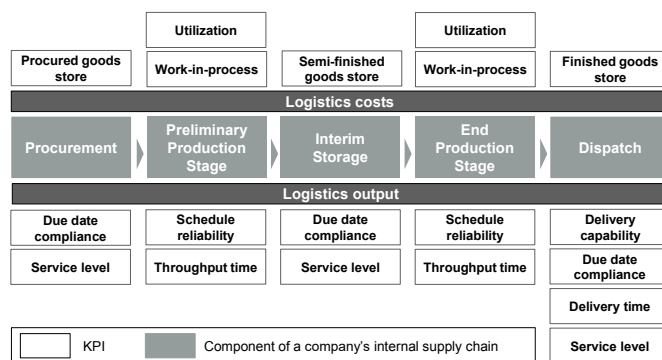 Utilization
Utilization
Procured goods
store
Work-in-process
Semi-finished
goods store
Work-in-process
Finished goods
store
Logistics costs
Procurement
Preliminary
Production
Stage
Interim
Storage
End
Production
Stage
Dispatch
Logistics output
Due date
compliance
Schedule
reliability
Due date
compliance
Schedule
reliability
Delivery
capability
Service level
Throughput time
Service level
Throughput time
Due date
compliance
Delivery time
Service level
KPI
Component of a company's internal supply chain